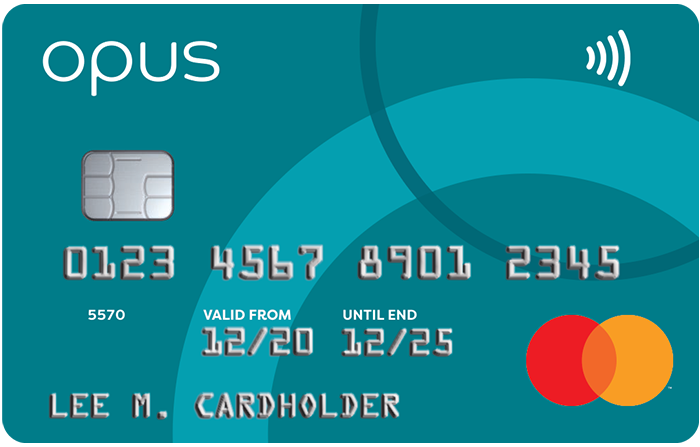 opus
0123 4567 8901 2345
5570 VALID FROM UNTIL END
12/20 12/25
LEE M. CARDHOLDER